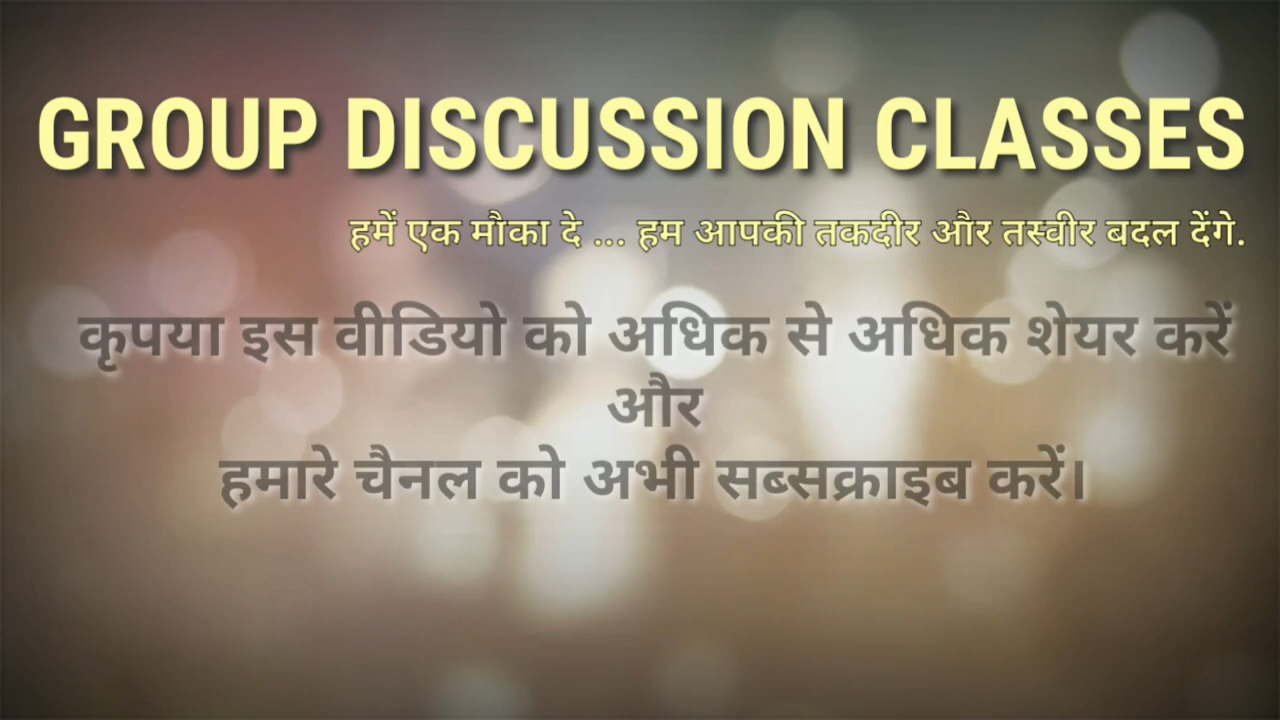 GROUP DISCUSSION CLASSES
हमें एक मौका दे ... हम आपकी तकदीर और तस्वीर बदल देंगे.
कृपया इस वीडियो को अधिक से अधिक शेयर करें
और
हमारे चैनल को अभी सब्सक्राइब करें।